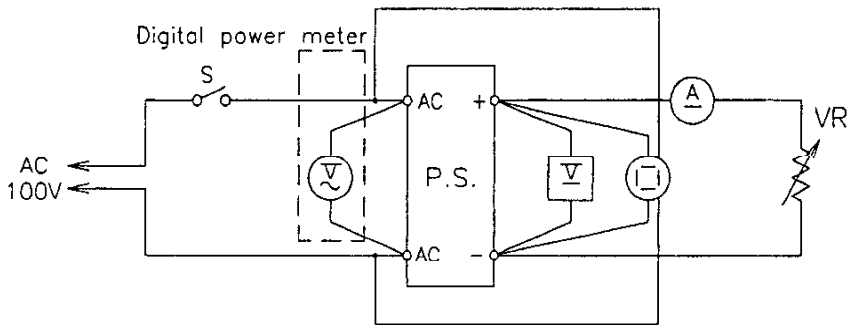 Digital power meter
S
AC
100V
V
AC
AC
P.S.
+
-
V
A
VR